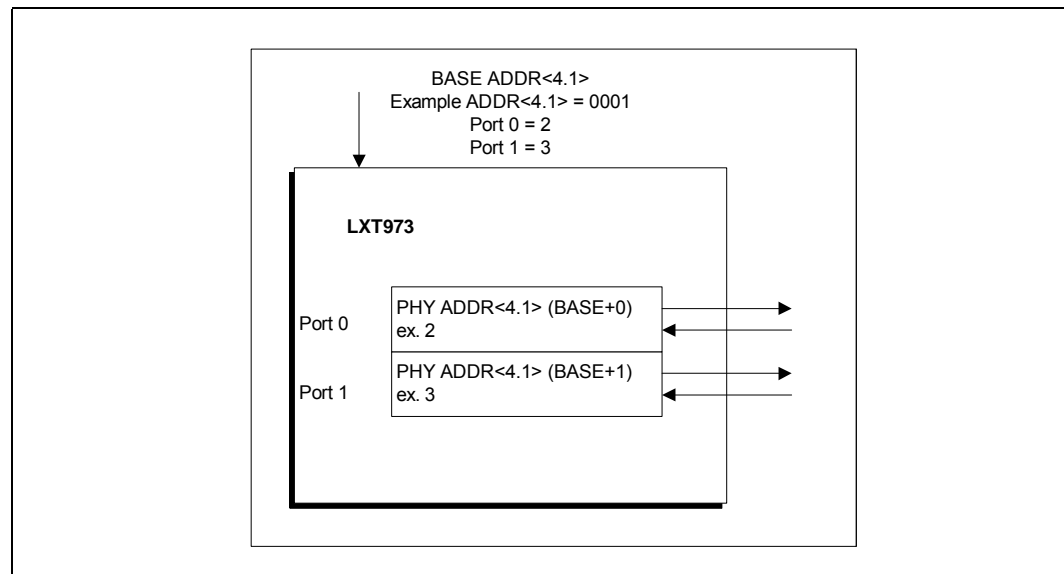 BASE ADDR<4.1>
Example ADDR<4.1> = 0001
Port 0 = 2
Port 1 = 3
LXT973
Port 0
PHY ADDR<4.1> (BASE+0)
ex. 2
Port 1
PHY ADDR<4.1> (BASE+1)
ex. 3